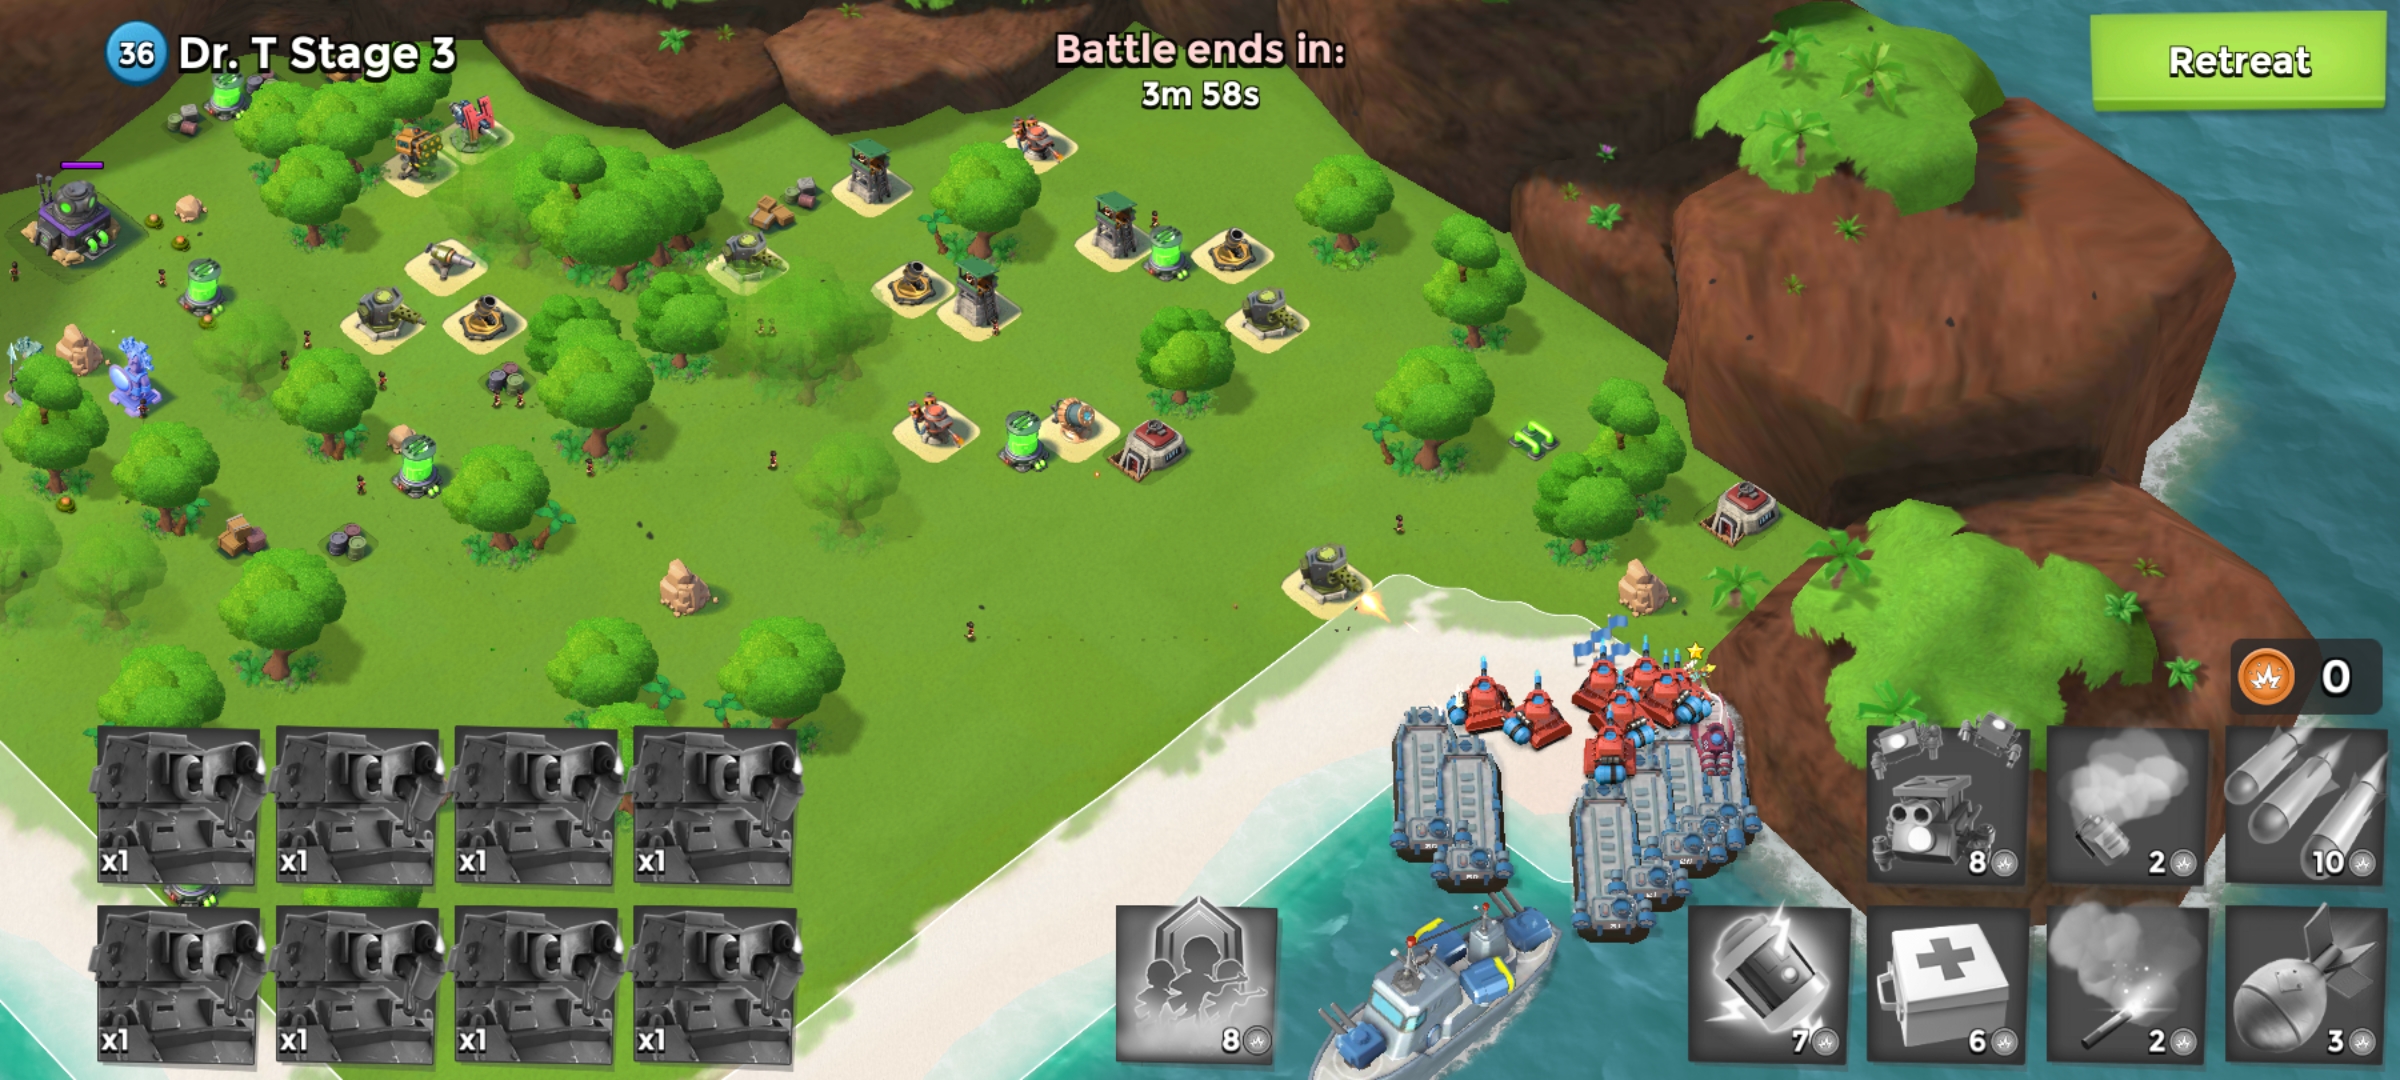 36 Dr. T Stage 3
Battle ends in:
3m 58s
Retreat
0
x1 x1 x1 x1
8 2 10
x1 x1 x1 x1
8 7 6 2 3